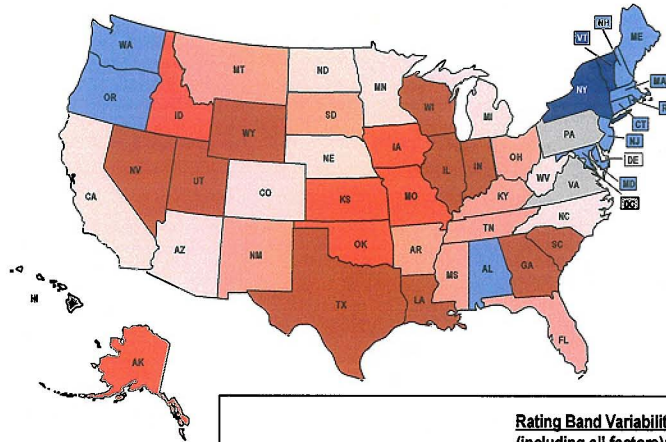 NH
VT
ME
WA
MT
ND
MN
MA
OR
ID
SD
WI
MI
NY
CT
WY
IA
PA
NJ
NV
NE
IL
IN
OH
DE
UT
CO
WV
VA
MD
CA
KS
MO
KY
DC
AZ
NM
OK
AR
TN
NC
SC
MS
AL
GA
TX
LA
HI
FL
AK
Rating Band Variabili
(including all factors)